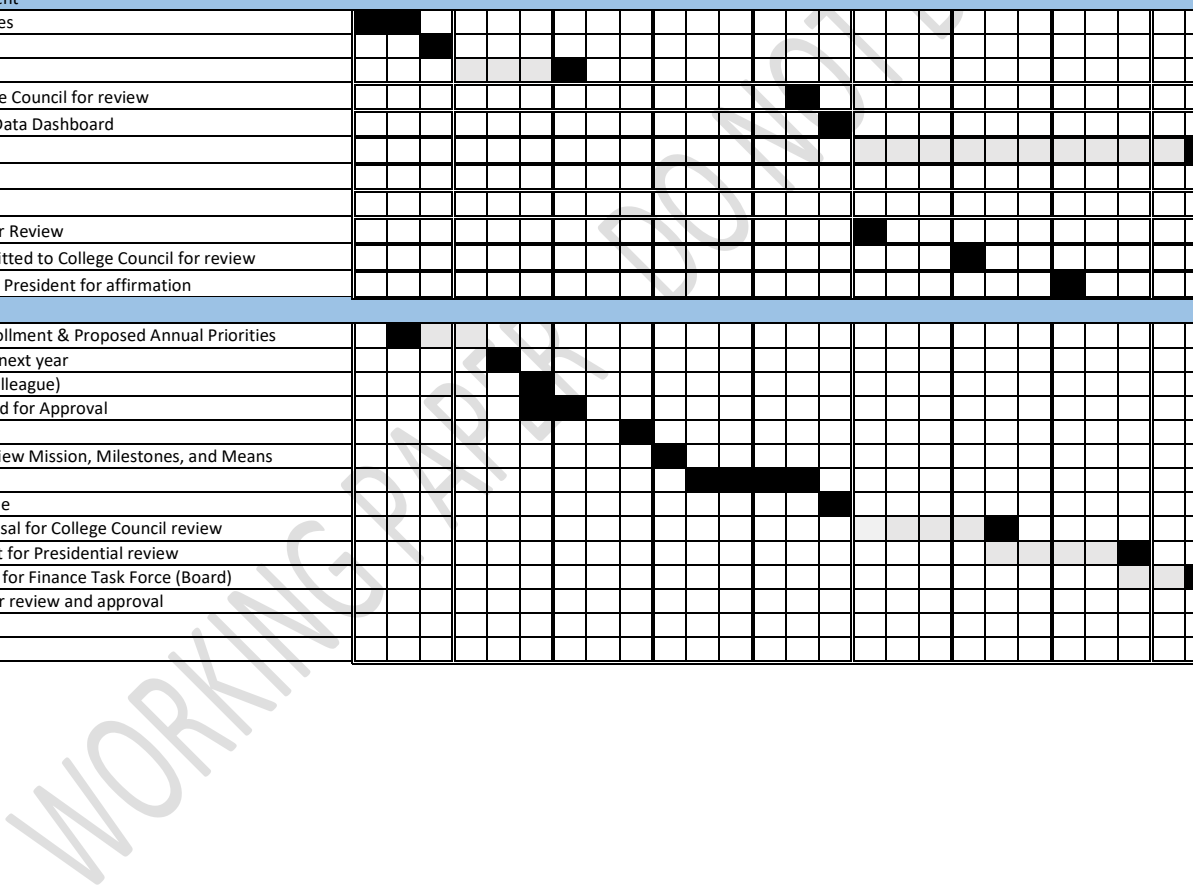 ent
es
e Council for review
Data Dashboard
r Review
tted to College Council for review
President for affirmation
ollment & Proposed Annual Priorities
next year
lleague)
d for Approval
iew Mission, Milestones, and Means
e
sal for College Council review
t for Presidential review
for Finance Task Force (Board)
r review and approval
WORKING PAPER DO NOT